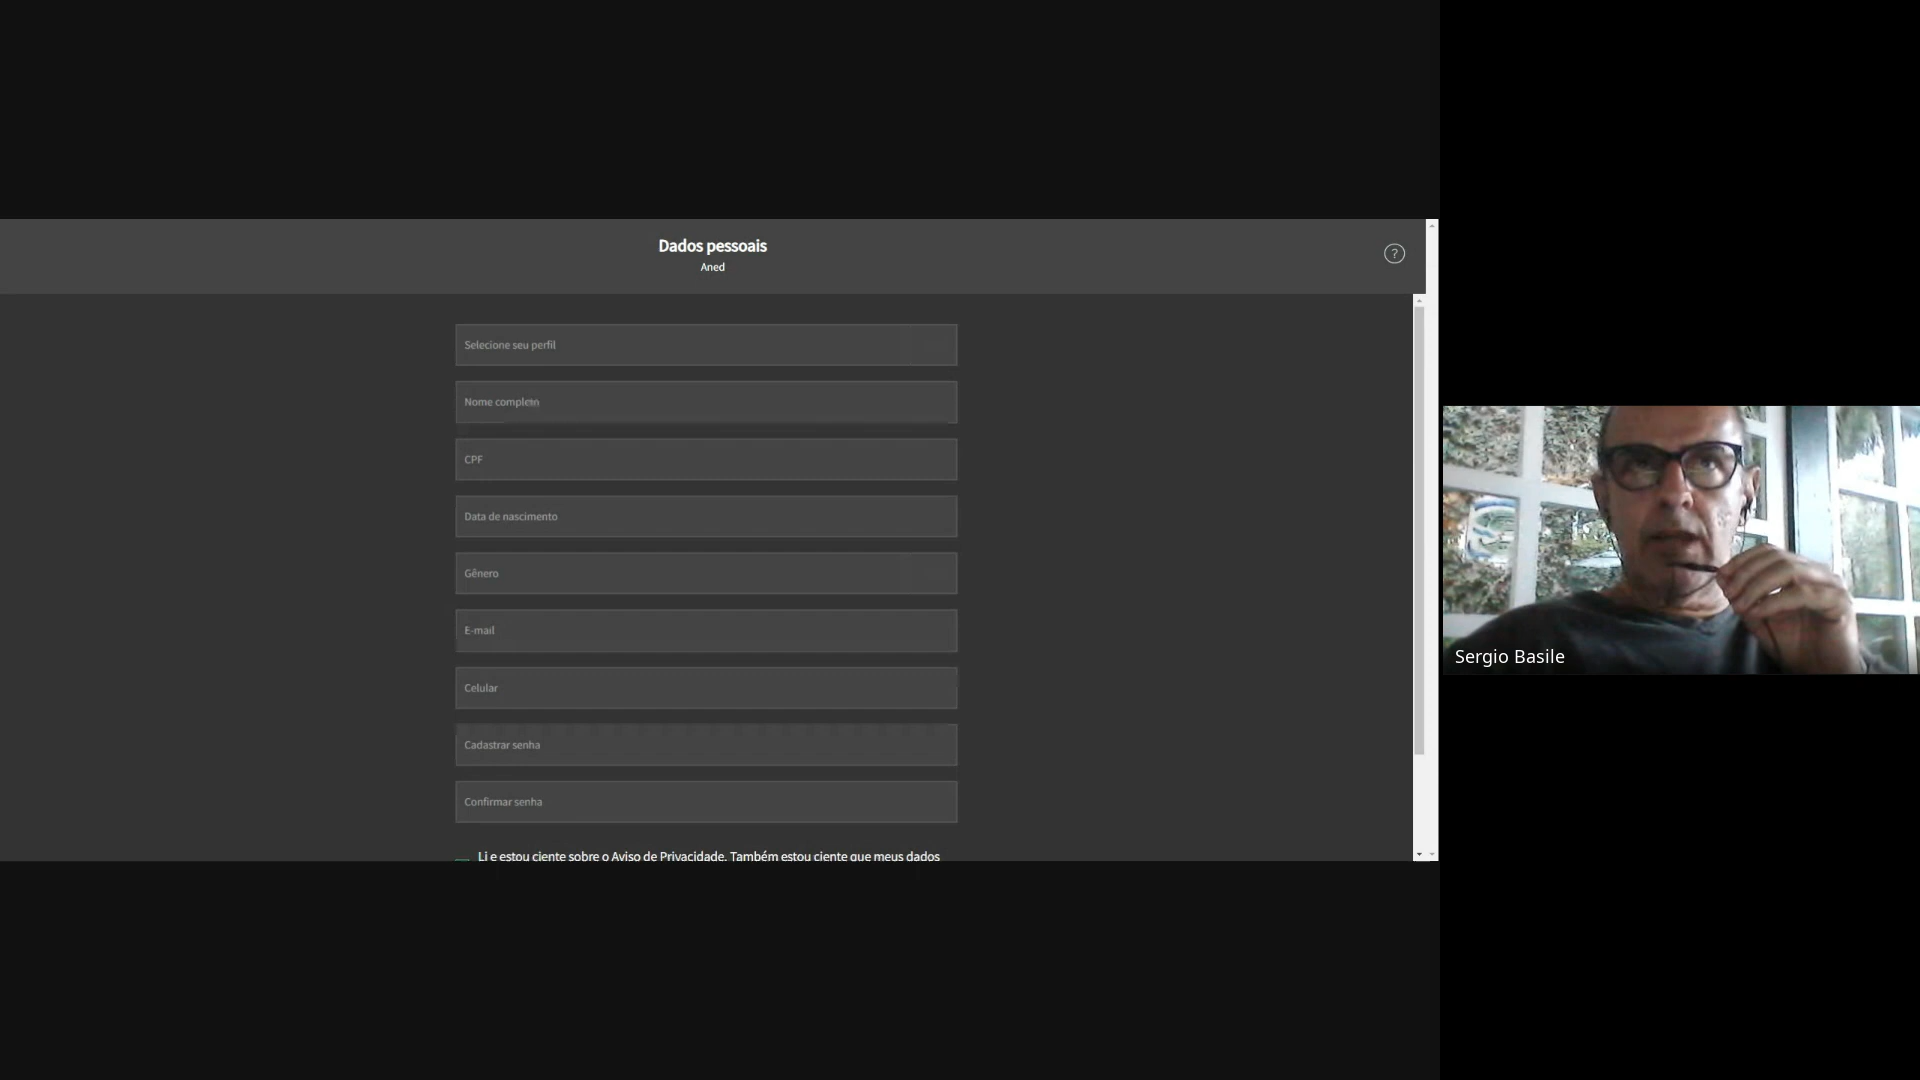 Dados pessoais
Aned
?
Selecione seu perfil
Nome completo
CPF
Data de nascimento
Gênero
E-mail
Celular
Cadastrar senha
Confirmar senha
Li e estou ciente sobre o Aviso de Privacidade. Também estou ciente que meus dados
Sergio Basile